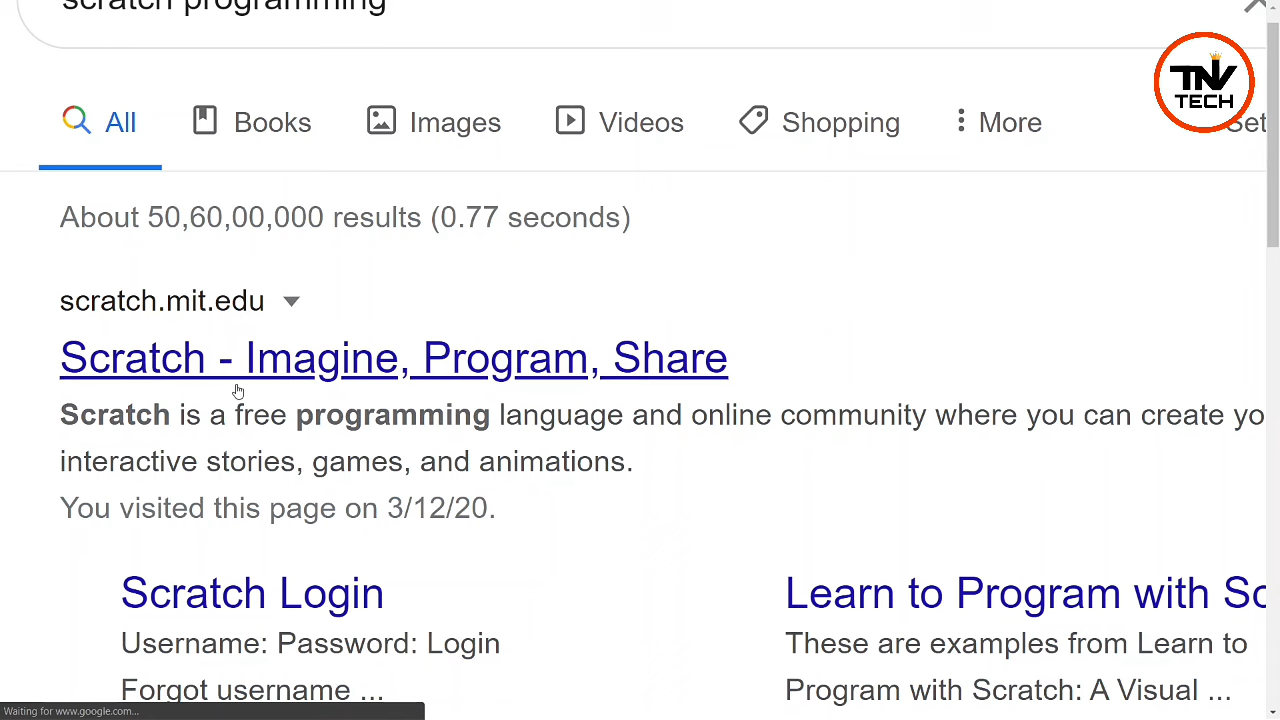 scratch programming
TNV
TECH
All
Books
Images
Videos
Shopping
More
Set
About 50,60,00,000 results (0.77 seconds)
scratch.mit.edu
Scratch - Imagine, Program, Share
Scratch is a free programming language and online community where you can create yo
interactive stories, games, and animations.
You visited this page on 3/12/20.
Scratch Login
Username: Password: Login
Forgot username ...
Learn to Program with Sc
These are examples from Learn to
Program with Scratch: A Visual ...
Waiting for www.google.com...